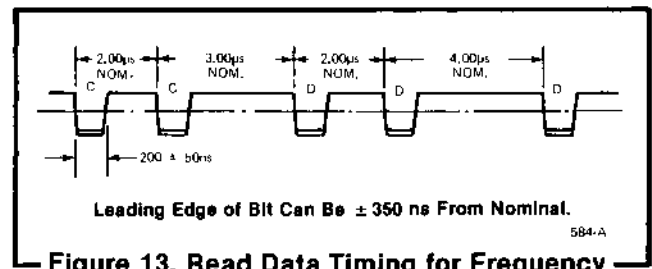 2.00µs 3.00µs 2.00µs 4.00µs
NOM. NOM. NOM. NOM.
C C D D D
200 ± 50ns
Leading Edge of Bit Can Be ± 350 ns From Nominal.
584-A
Figure 13. Read Data Timing for Frequency